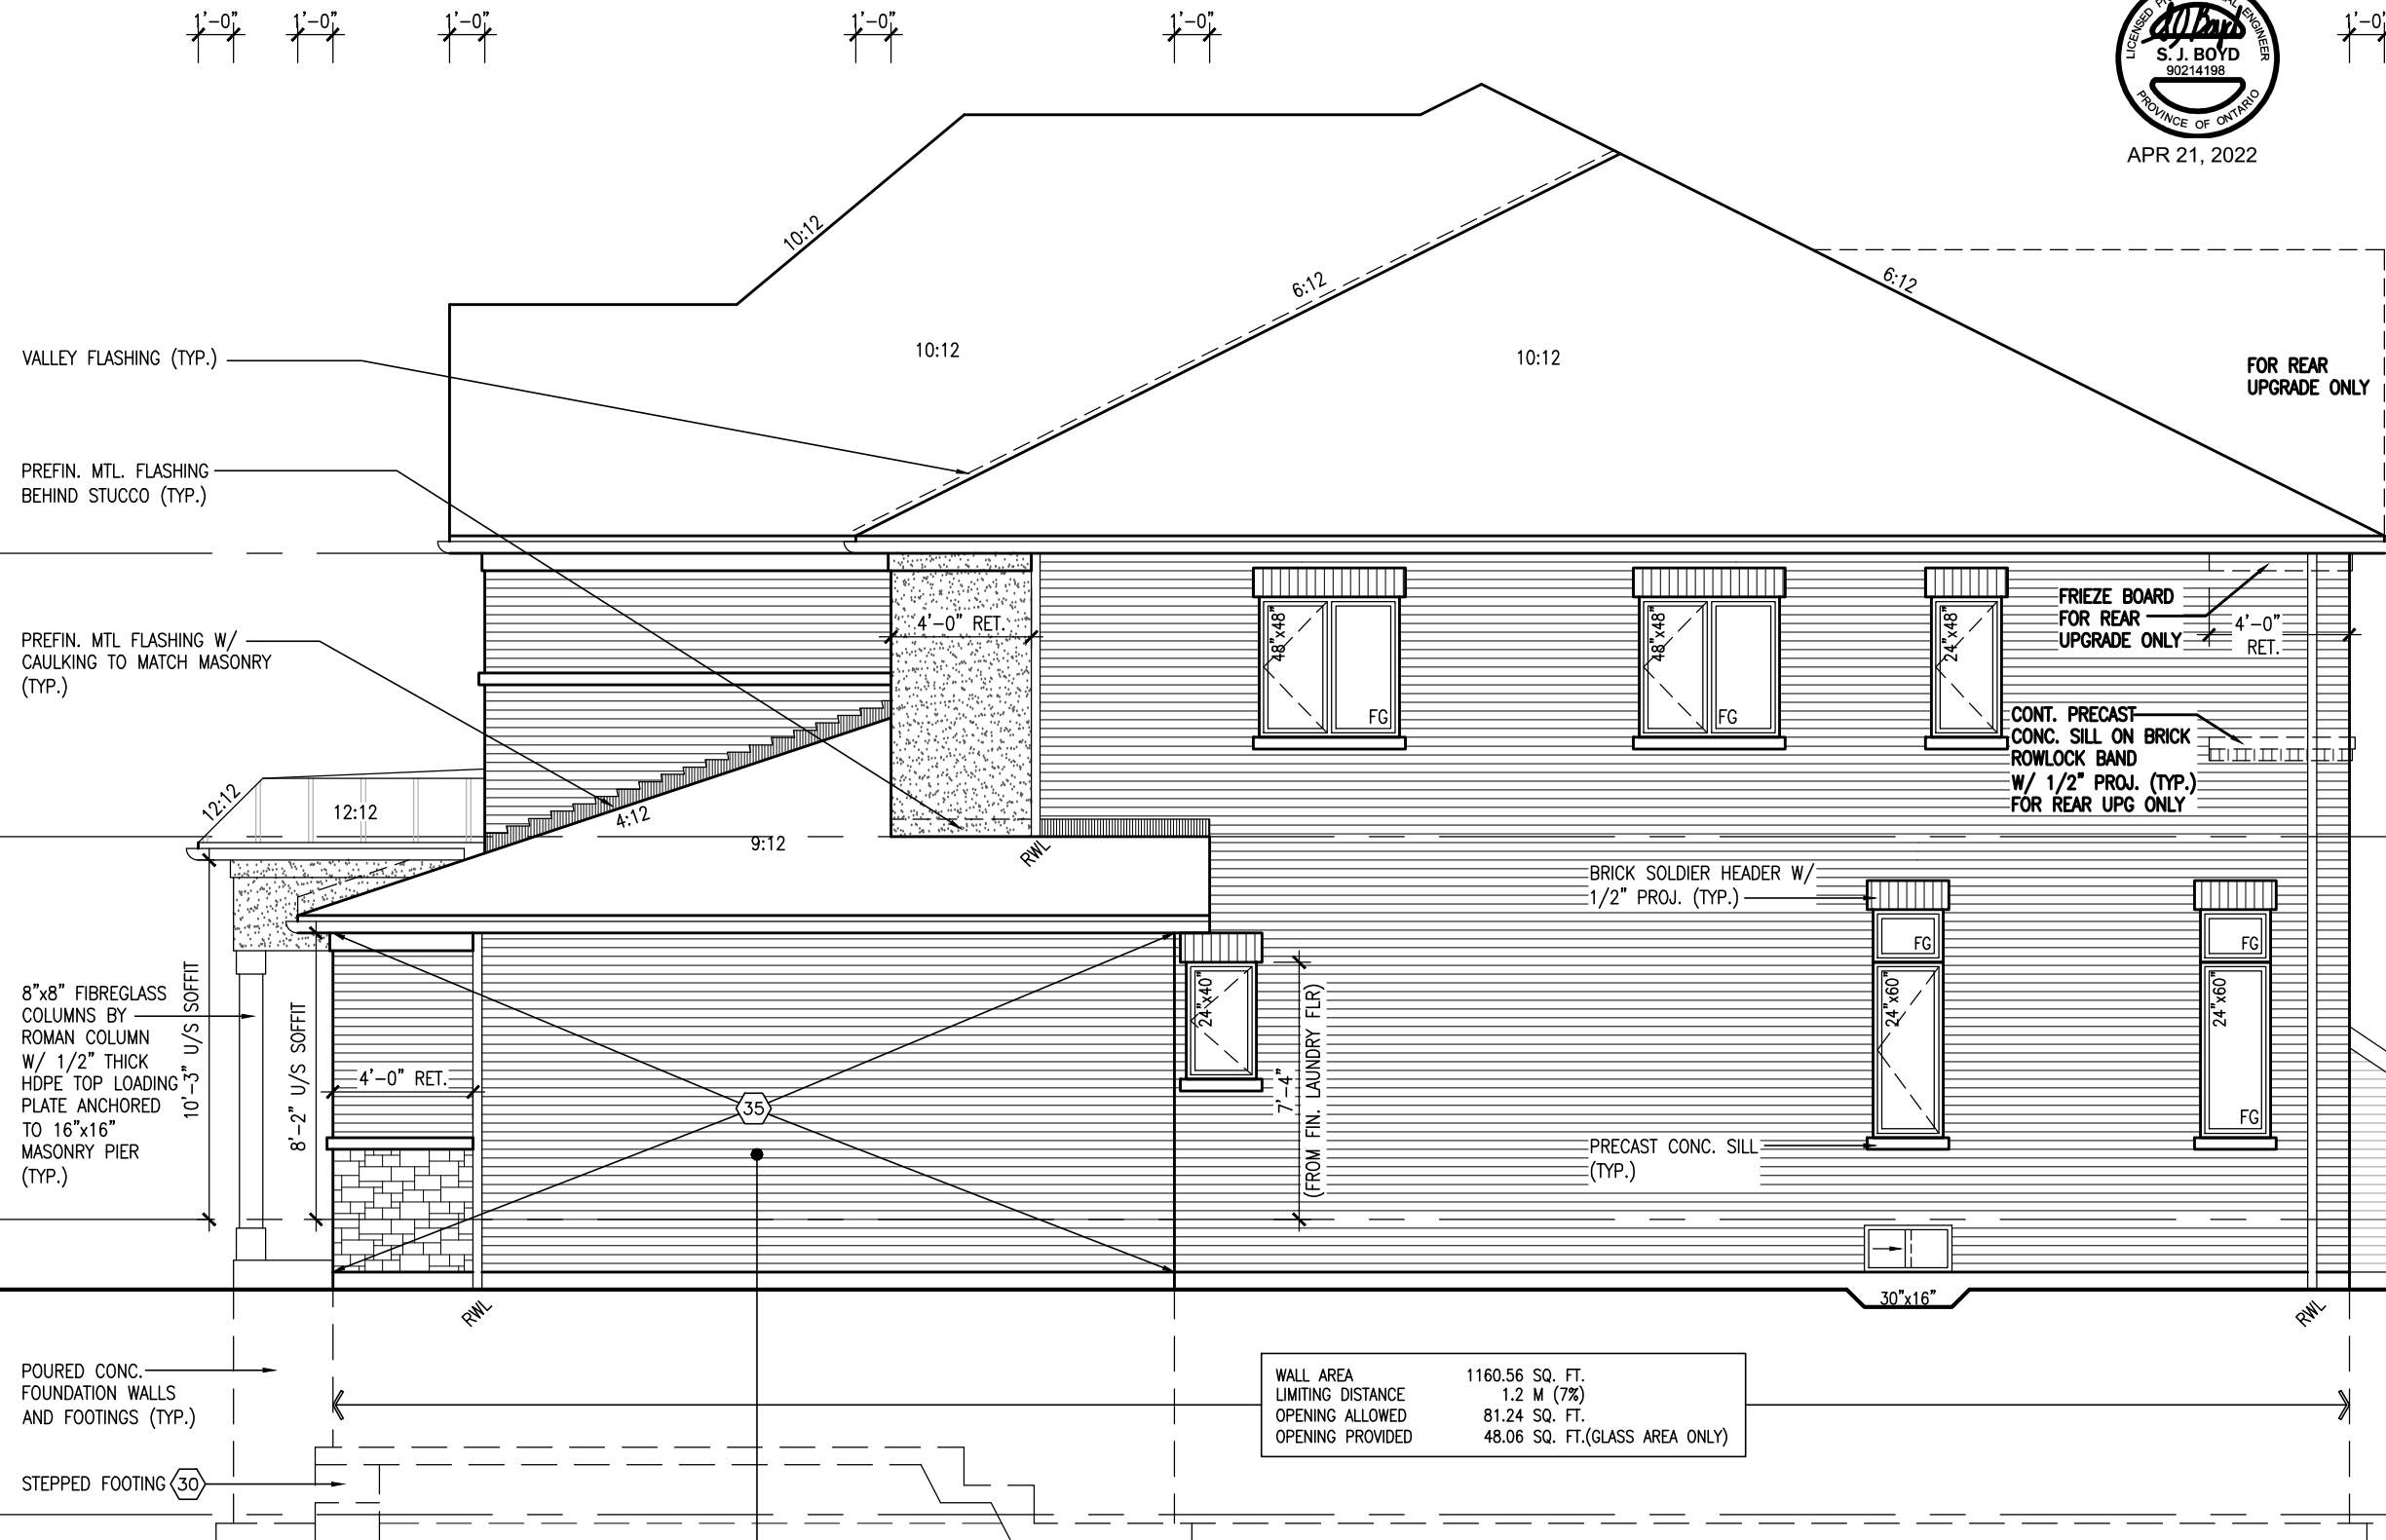 1'-0"
1'-0"
1'-0"
1'-0"
1'-0"
1'-0"
LICENSED
ENGINEER
S. J. BOYD
90214198
PROVINCE OF ONTARIO
APR 21, 2022
10:12
6:12
6:12
10:12
10:12
VALLEY FLASHING (TYP.)
FOR REAR
UPGRADE ONLY
PREFIN. MTL. FLASHING
BEHIND STUCCO (TYP.)
PREFIN. MTL FLASHING W/
CAULKING TO MATCH MASONRY
(TYP.)
4'-0" RET.
48"x48"
FG
48"x48"
FG
24"x48"
FRIEZE BOARD
FOR REAR
UPGRADE ONLY
4'-0"
RET.
CONT. PRECAST
CONC. SILL ON BRICK
ROWLOCK BAND
W/ 1/2" PROJ. (TYP.)
FOR REAR UPG ONLY
12:12
12:12
4:12
9:12
RWL
BRICK SOLDIER HEADER W/
1/2" PROJ. (TYP.)
FG
FG
24"x40"
24"x60"
24"x60"
FG
7'-4"
(FROM FIN. LAUNDRY FLR)
8"x8" FIBREGLASS
COLUMNS BY
ROMAN COLUMN
W/ 1/2" THICK
HDPE TOP LOADING
PLATE ANCHORED
TO 16"x16"
MASONRY PIER
(TYP.)
10'-3" U/S SOFFIT
8'-2" U/S SOFFIT
4'-0" RET.
35
PRECAST CONC. SILL
(TYP.)
30"x16"
RWL
RWL
POURED CONC.
FOUNDATION WALLS
AND FOOTINGS (TYP.)
WALL AREA 1160.56 SQ. FT.
LIMITING DISTANCE 1.2 M (7%)
OPENING ALLOWED 81.24 SQ. FT.
OPENING PROVIDED 48.06 SQ. FT.(GLASS AREA ONLY)
STEPPED FOOTING 30